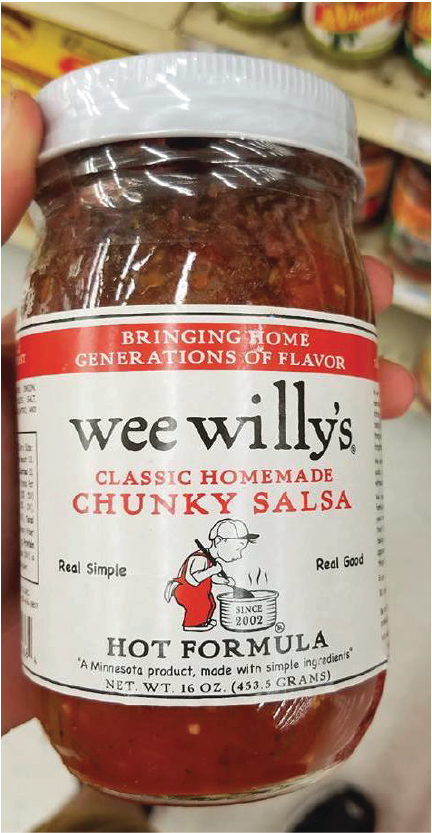 BRINGING HOME
GENERATIONS OF FLAVOR
wee willy's®
CLASSIC HOMEMADE
CHUNKY SALSA
Real Simple
Real Good
SINCE
2002
®
HOT FORMULA
"A Minnesota product, made with simple ingredients"
NET. WT. 16 OZ. (453.5 GRAMS)